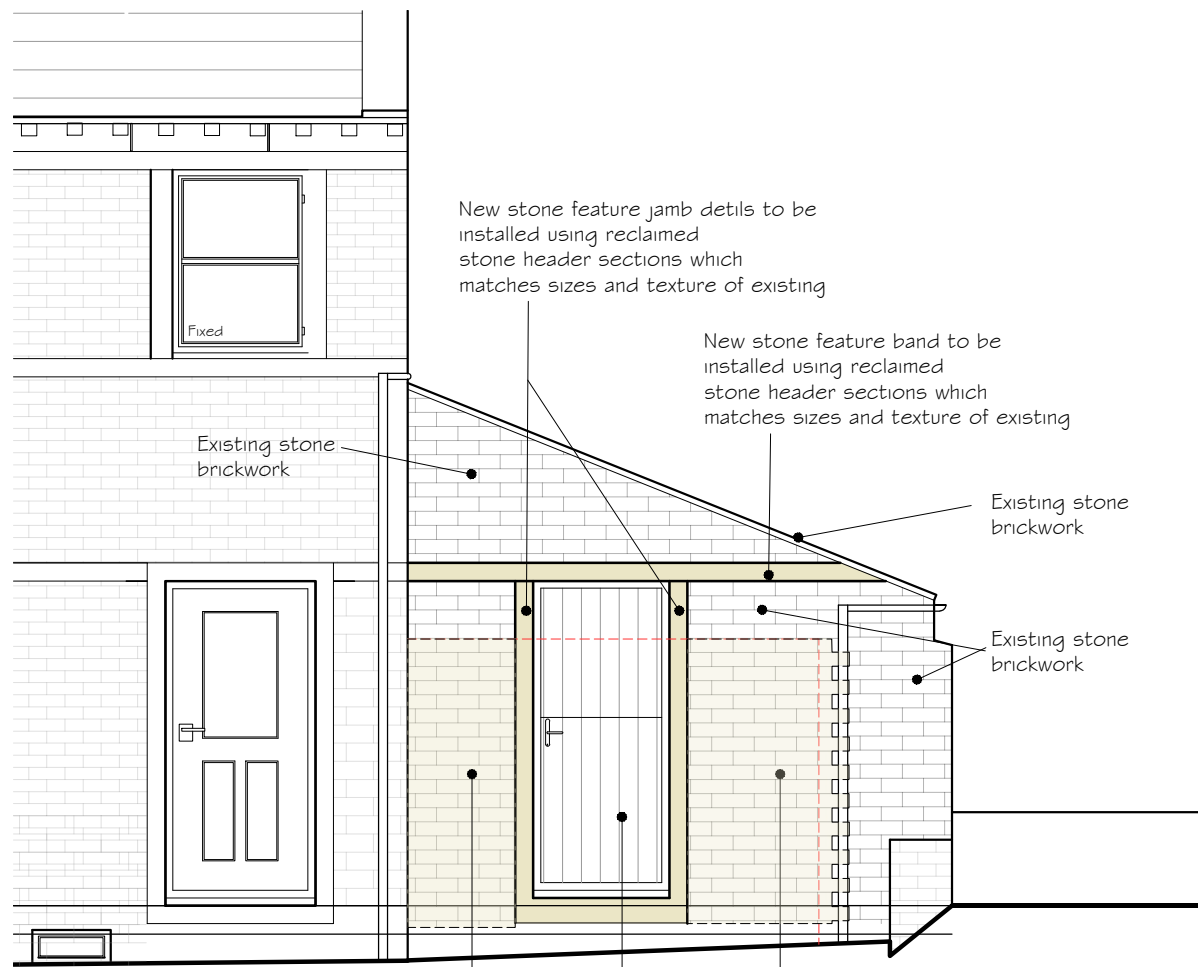 New stone feature jamb detils to be
installed using reclaimed
stone header sections which
matches sizes and texture of existing
Fixed
New stone feature band to be
installed using reclaimed
stone header sections which
matches sizes and texture of existing
Existing stone
brickwork
Existing stone
brickwork
Existing stone
brickwork